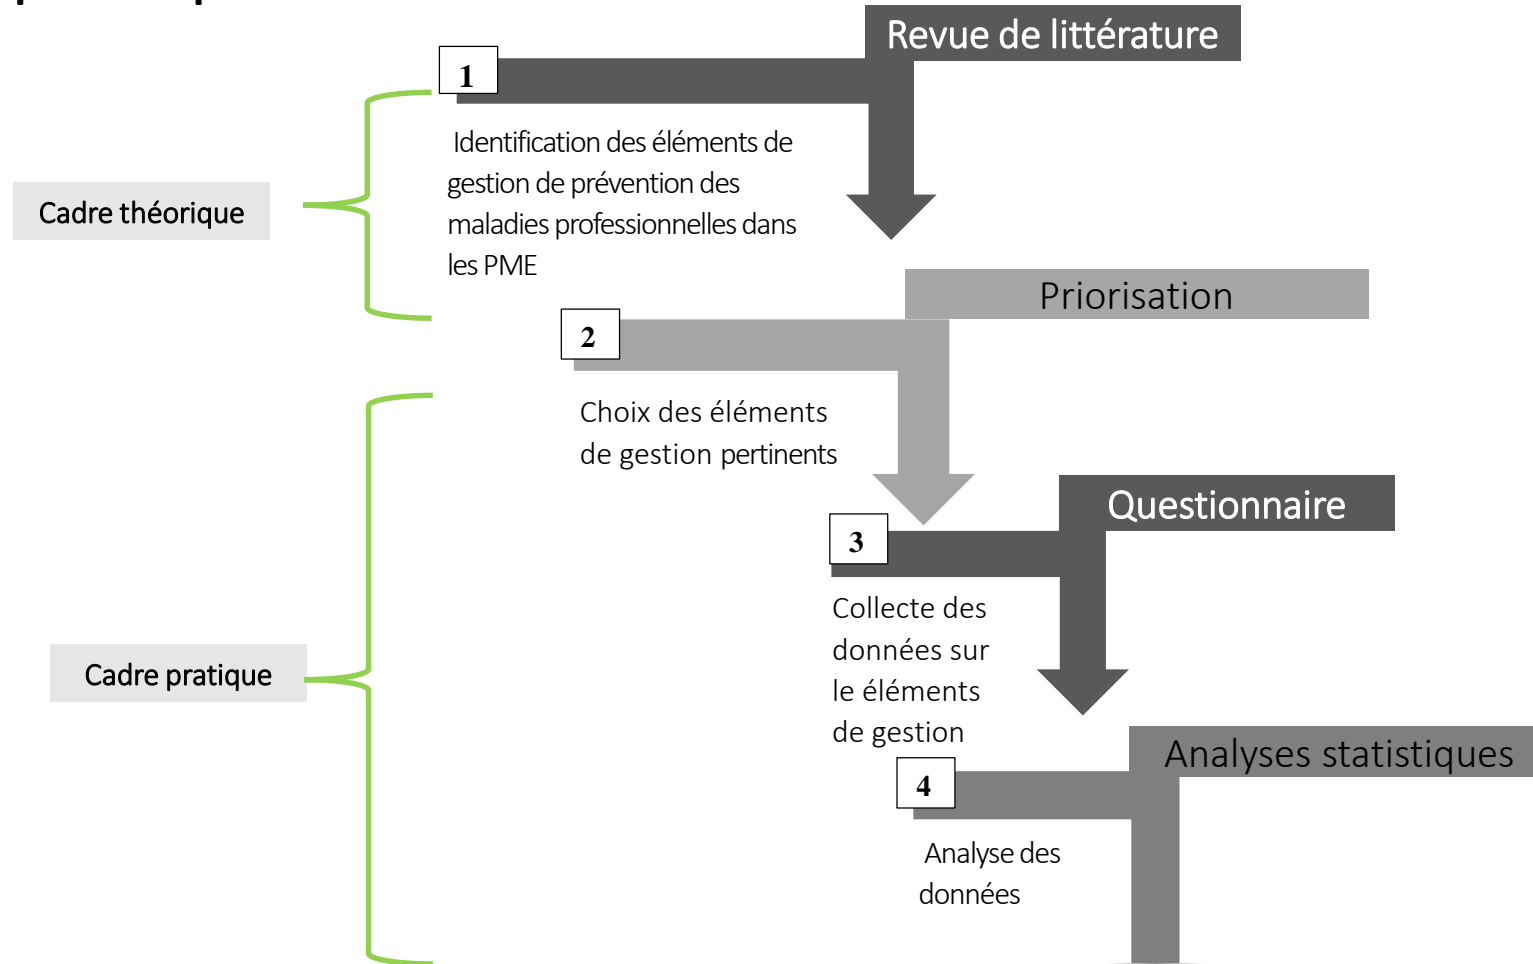 Revue de littérature
1
Identification des éléments de
gestion de prévention des
maladies professionnelles dans
les PME
Cadre théorique
Priorisation
2
Choix des éléments
de gestion pertinents
Questionnaire
3
Collecte des
données sur
le éléments
de gestion
Cadre pratique
Analyses statistiques
4
Analyse des
données